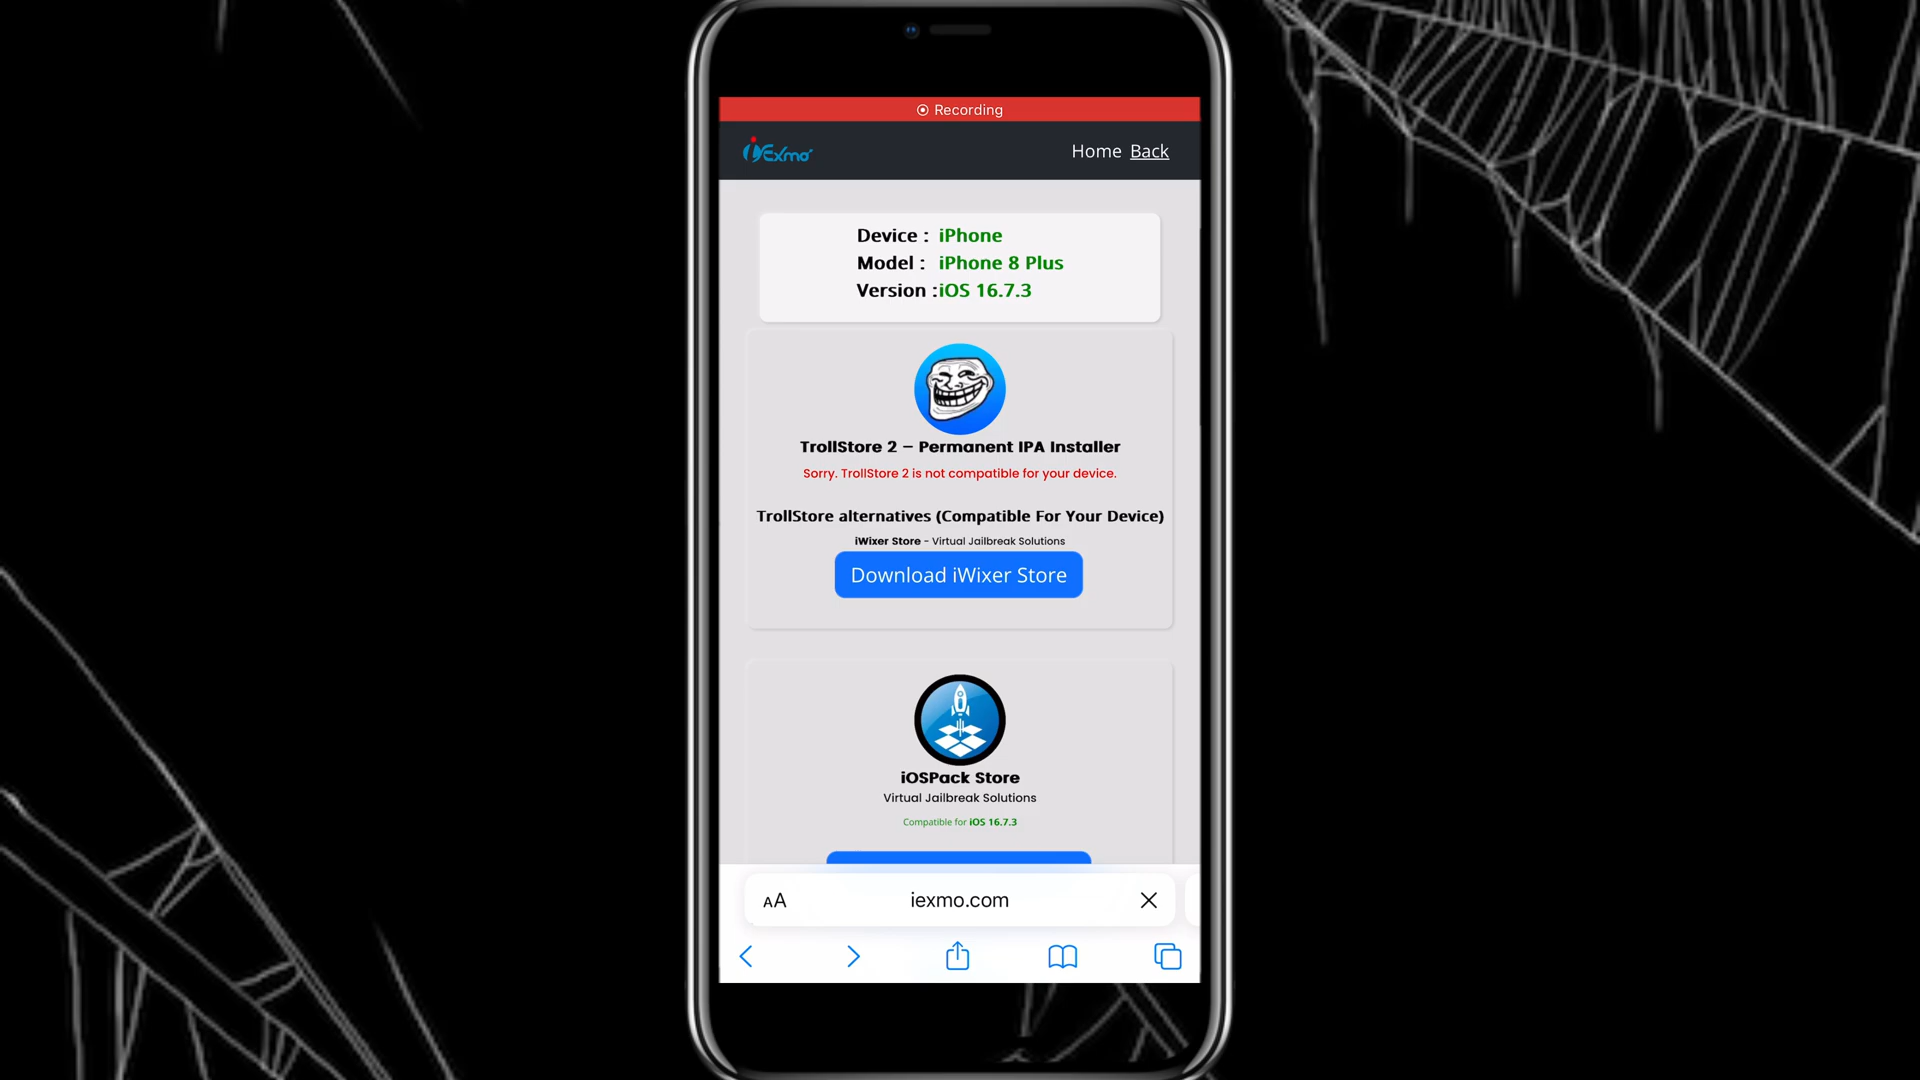 Recording
iExmo
Home Back
Device : iPhone
Model : iPhone 8 Plus
Version :iOS 16.7.3
TrollStore 2 – Permanent IPA Installer
Sorry. TrollStore 2 is not compatible for your device.
TrollStore alternatives (Compatible For Your Device)
iWixer Store - Virtual Jailbreak Solutions
Download iWixer Store
iOSPack Store
Virtual Jailbreak Solutions
Compatible for iOS 16.7.3
AA iexmo.com